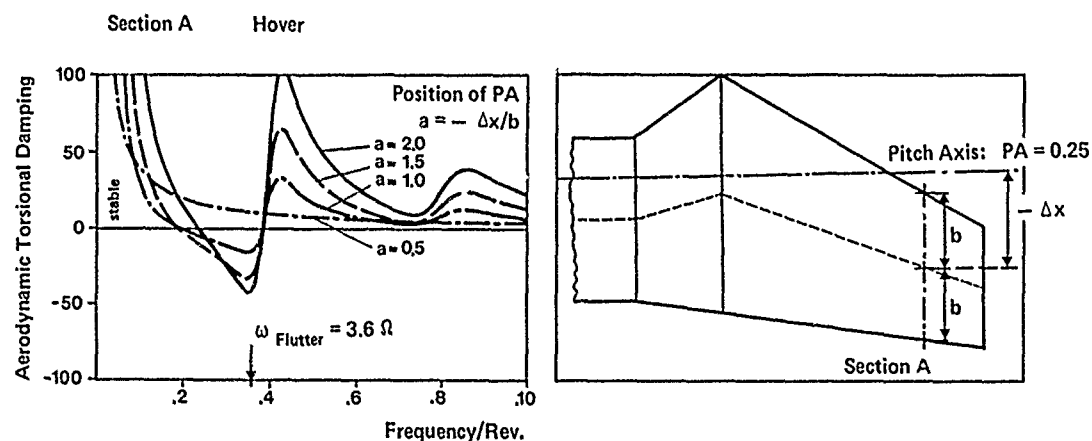 Section A Hover
Aerodynamic Torsional Damping
100
50
0
-50
-100
stable
Position of PA
a = - Δx/b
a = 2.0
a = 1.5
a = 1.0
a = 0,5
ω Flutter = 3.6 Ω
.2 .4 .6 .8 .10
Frequency/Rev.
Pitch Axis: PA = 0.25
- Δx
b
b
Section A